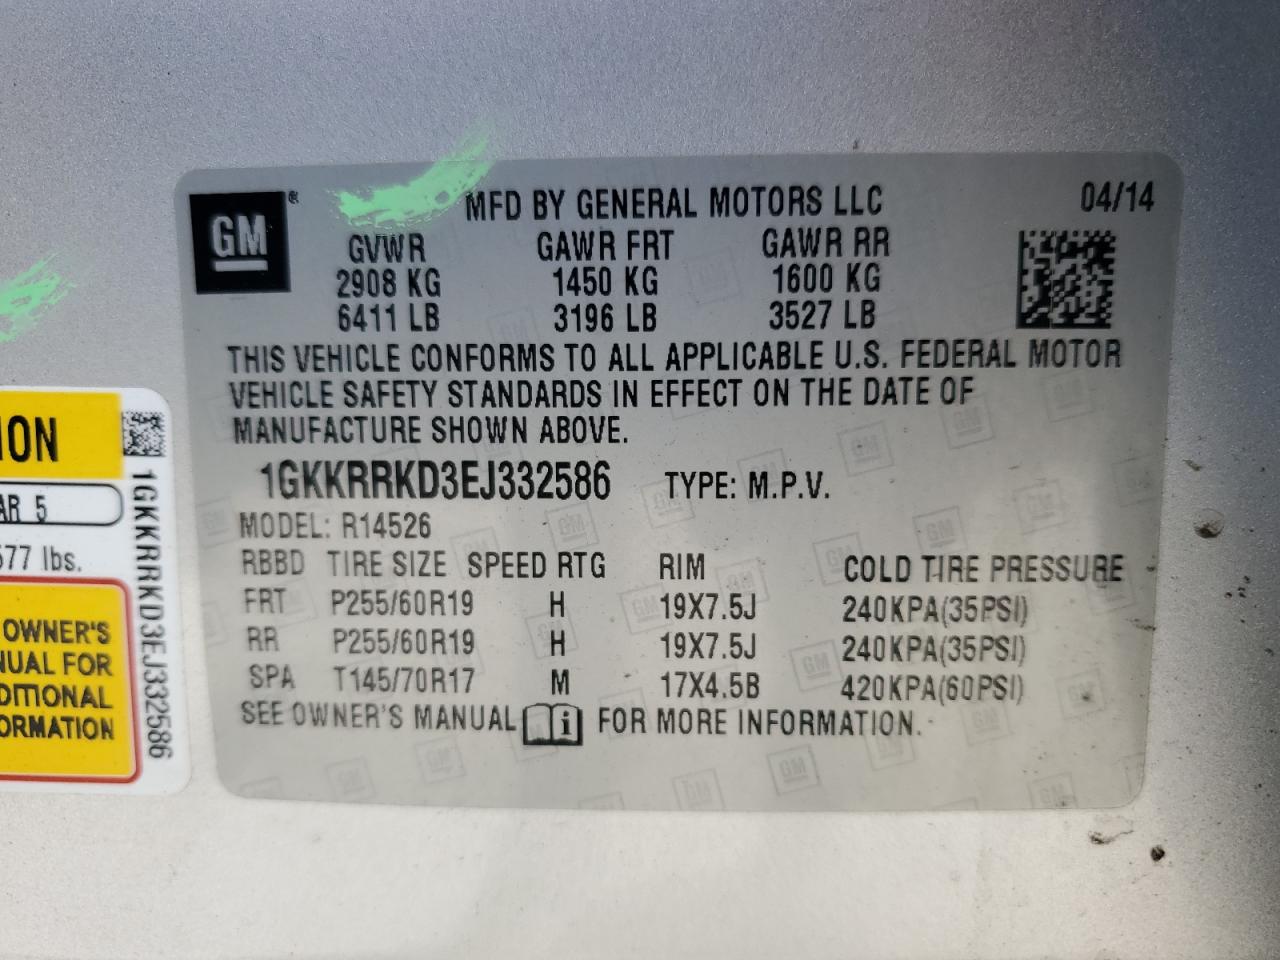 GM
®
MFD BY GENERAL MOTORS LLC
04/14
GVWR GAWR FRT GAWR RR
2908 KG 1450 KG 1600 KG
6411 LB 3196 LB 3527 LB
THIS VEHICLE CONFORMS TO ALL APPLICABLE U.S. FEDERAL MOTOR
VEHICLE SAFETY STANDARDS IN EFFECT ON THE DATE OF
MANUFACTURE SHOWN ABOVE.
1GKKRRKD3EJ332586 TYPE: M.P.V.
MODEL: R14526
RBBD TIRE SIZE SPEED RTG RIM COLD TIRE PRESSURE
FRT P255/60R19 H 19X7.5J 240KPA(35PSI)
RR P255/60R19 H 19X7.5J 240KPA(35PSI)
SPA T145/70R17 M 17X4.5B 420KPA(60PSI)
SEE OWNER'S MANUAL i FOR MORE INFORMATION.
ION
AR 5
577 lbs.
OWNER'S
NUAL FOR
DITIONAL
ORMATION
1GKKRRKD3EJ332586